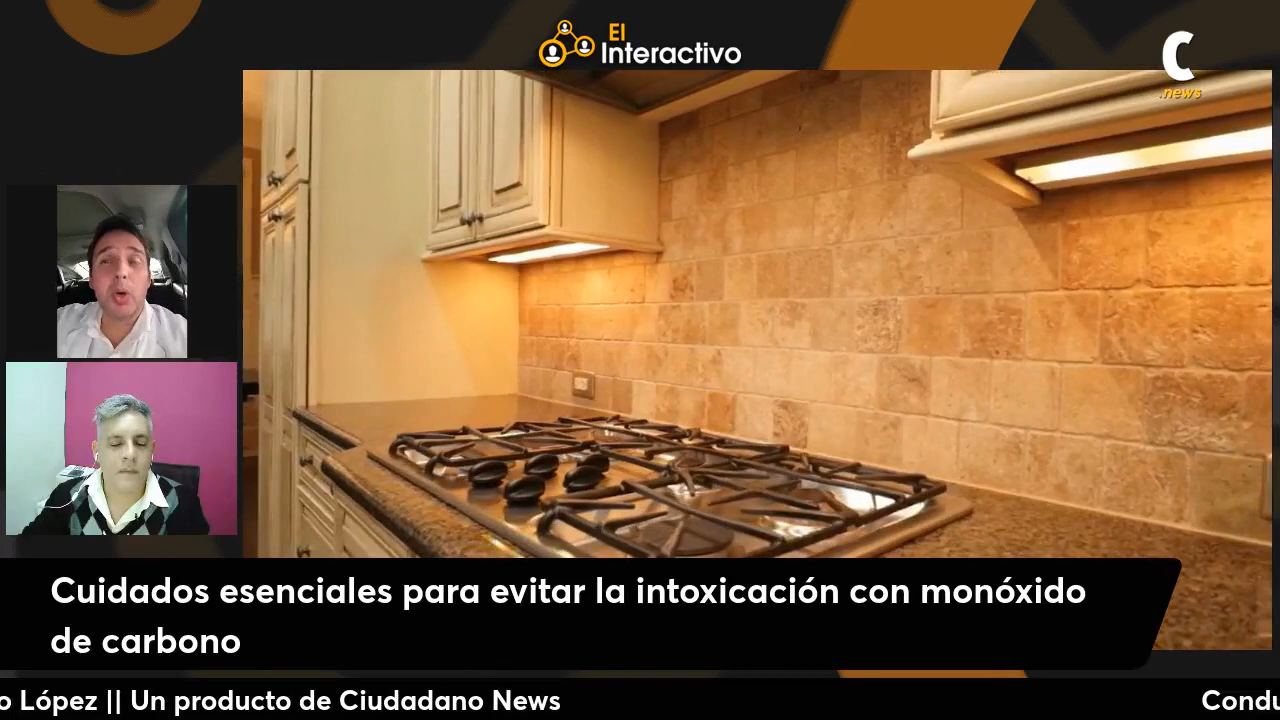 El
Interactivo
C
.news
Cuidados esenciales para evitar la intoxicación con monóxido
de carbono
o López || Un producto de Ciudadano News
Condu